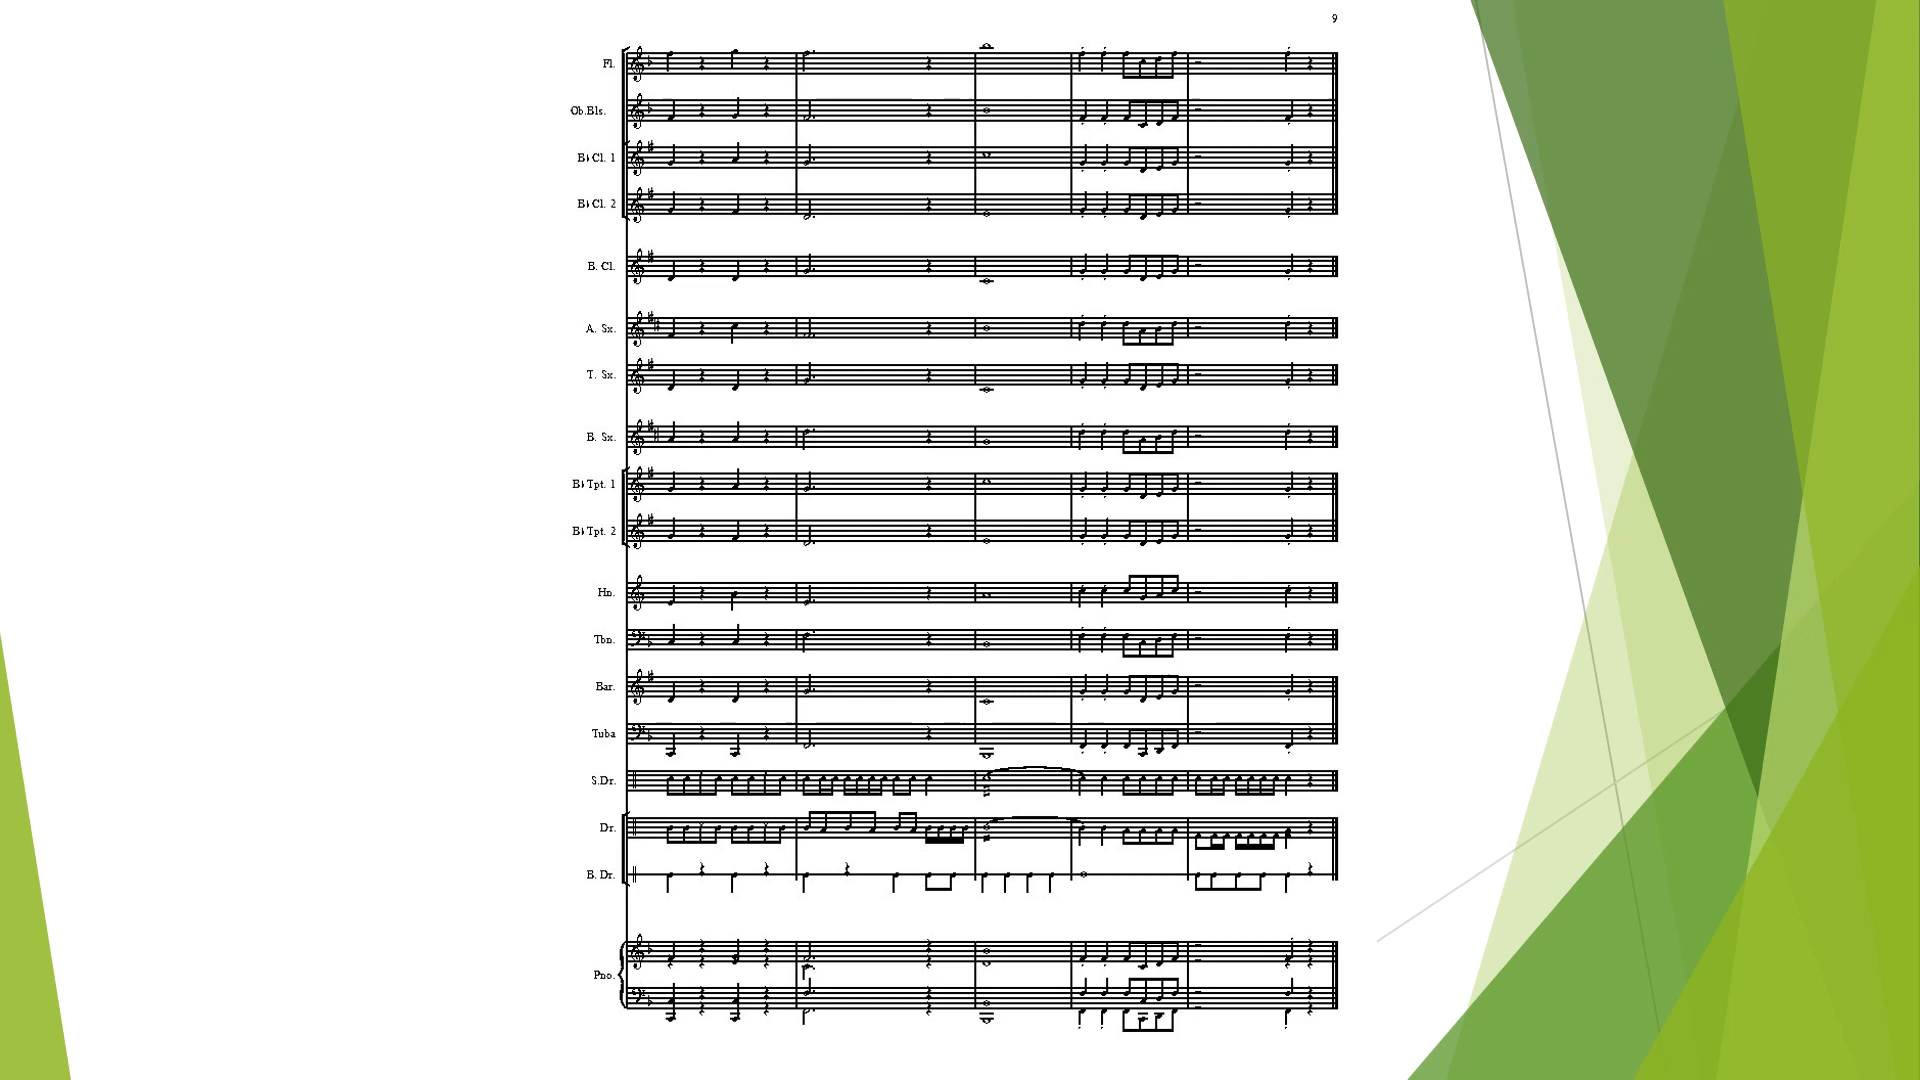 9
Fl.
Ob.Bls.
B♭ Cl. 1
B♭ Cl. 2
B. Cl.
A. Sx.
T. Sx.
B. Sx.
B♭ Tpt. 1
B♭ Tpt. 2
Hn.
Tbn.
Bar.
Tuba
S.Dr.
Dr.
B. Dr.
Pno.